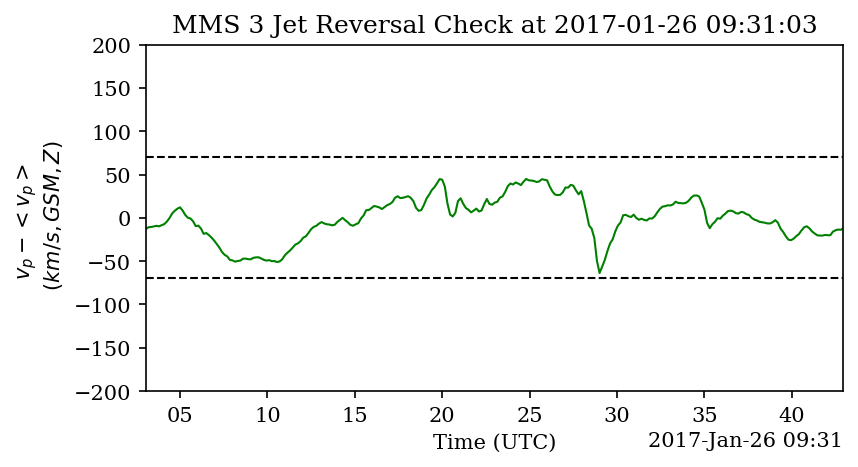 MMS 3 Jet Reversal Check at 2017-01-26 09:31:03
200
150
100
50
0
−50
−100
−150
−200
v_p − < v_p >
(km/s, GSM, Z)
05 10 15 20 25 30 35 40
Time (UTC)
2017-Jan-26 09:31